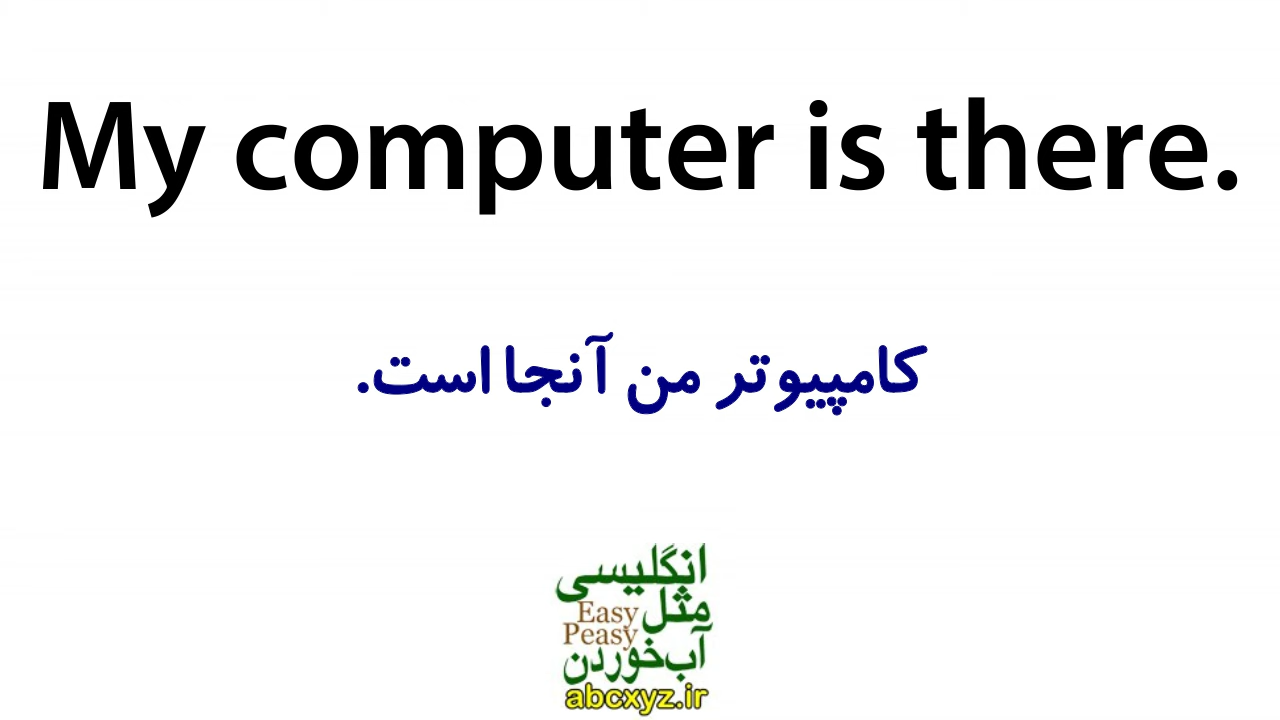 My computer is there.
کامپیوتر من آنجا است.
انگلیسی
مثل
Easy
Peasy
آب خوردن
abcxyz.ir